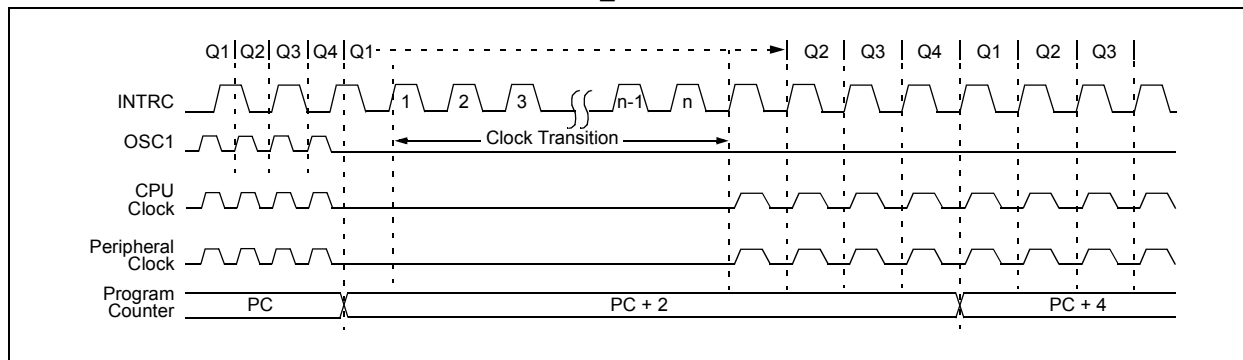 Q1 Q2 Q3 Q4 Q1 Q2 Q3 Q4 Q1 Q2 Q3
INTRC
1 2 3 n-1 n
OSC1
Clock Transition
CPU
Clock
Peripheral
Clock
Program
Counter
PC PC + 2 PC + 4